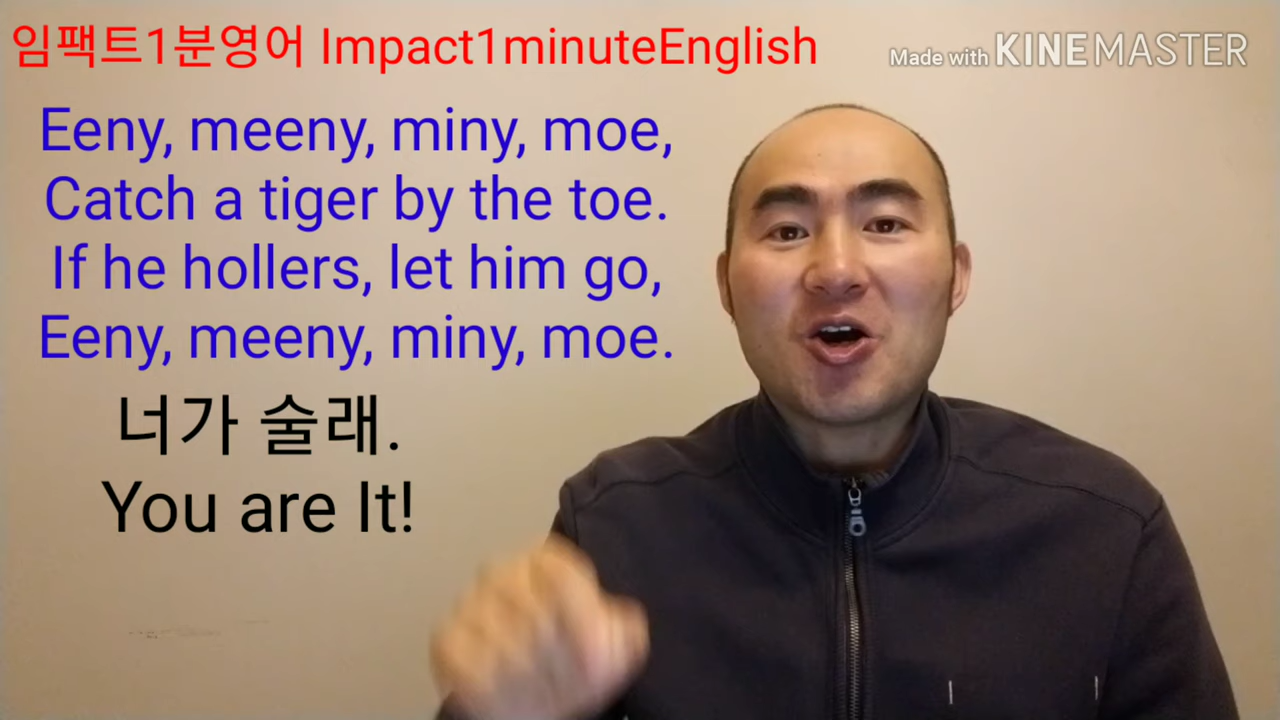 임팩트1분영어 Impact1minuteEnglish
Made with KINEMASTER
Eeny, meeny, miny, moe,
Catch a tiger by the toe.
If he hollers, let him go,
Eeny, meeny, miny, moe.
너가 술래.
You are It!